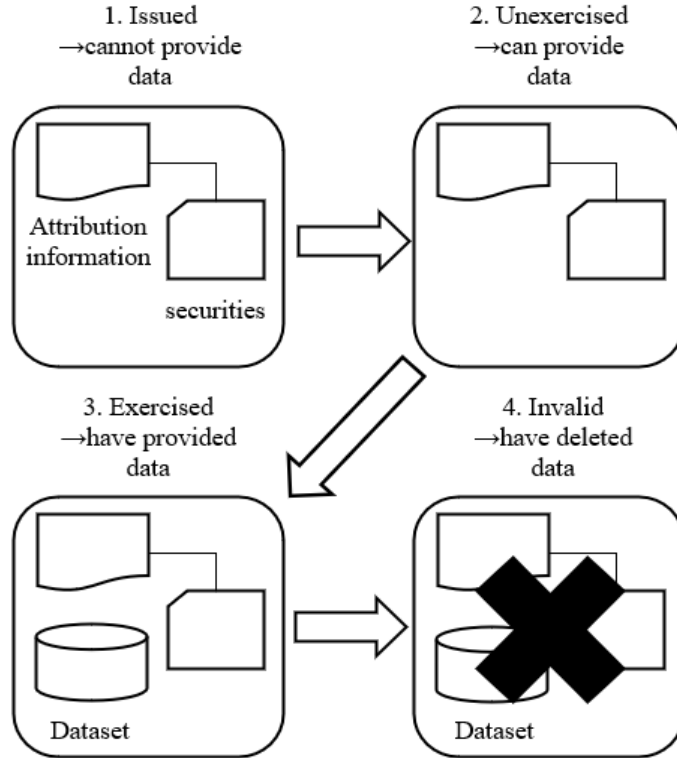 1. Issued
→cannot provide
data
2. Unexercised
→can provide
data
Attribution
information
securities
3. Exercised
→have provided
data
4. Invalid
→have deleted
data
Dataset
Dataset